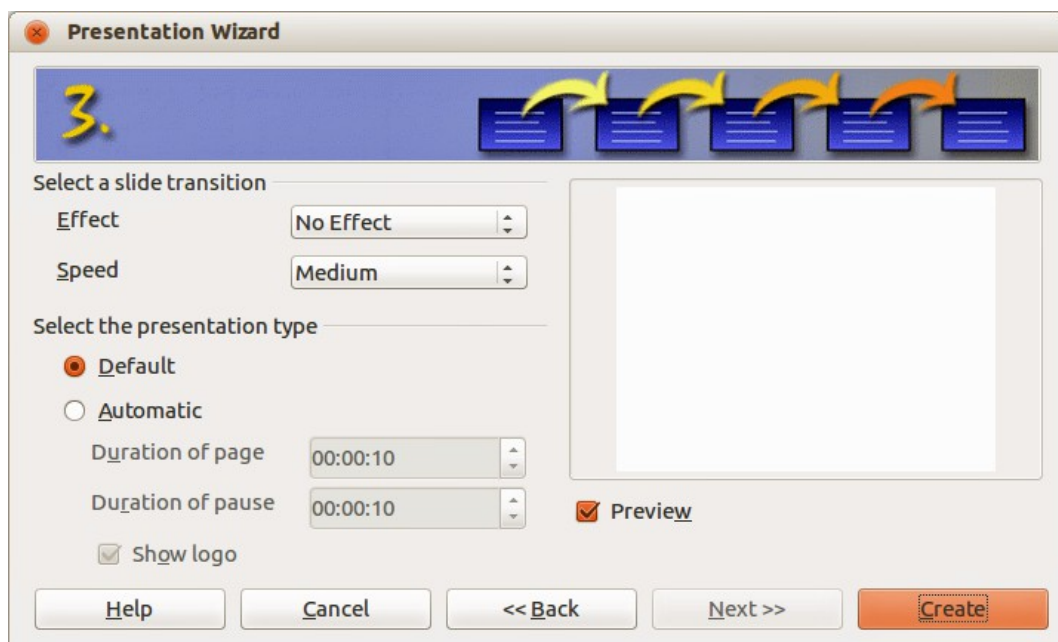 Presentation Wizard
3.
Select a slide transition
Effect No Effect
Speed Medium
Select the presentation type
Default
Automatic
Duration of page 00:00:10
Duration of pause 00:00:10
Show logo
Preview
Help Cancel << Back Next >> Create